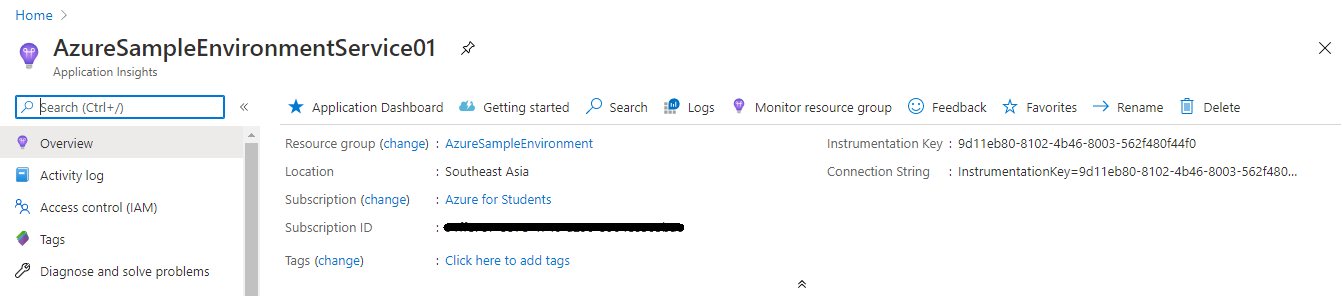 Home
AzureSampleEnvironmentService01
Application Insights
Search (Ctrl+/)
Application Dashboard Getting started Search Logs Monitor resource group Feedback Favorites Rename Delete
Overview
Activity log
Access control (IAM)
Tags
Diagnose and solve problems
Resource group (change) : AzureSampleEnvironment
Location : Southeast Asia
Subscription (change) : Azure for Students
Subscription ID :
Tags (change) : Click here to add tags
Instrumentation Key : 9d11eb80-8102-4b46-8003-562f480f44f0
Connection String : InstrumentationKey=9d11eb80-8102-4b46-8003-562f480...